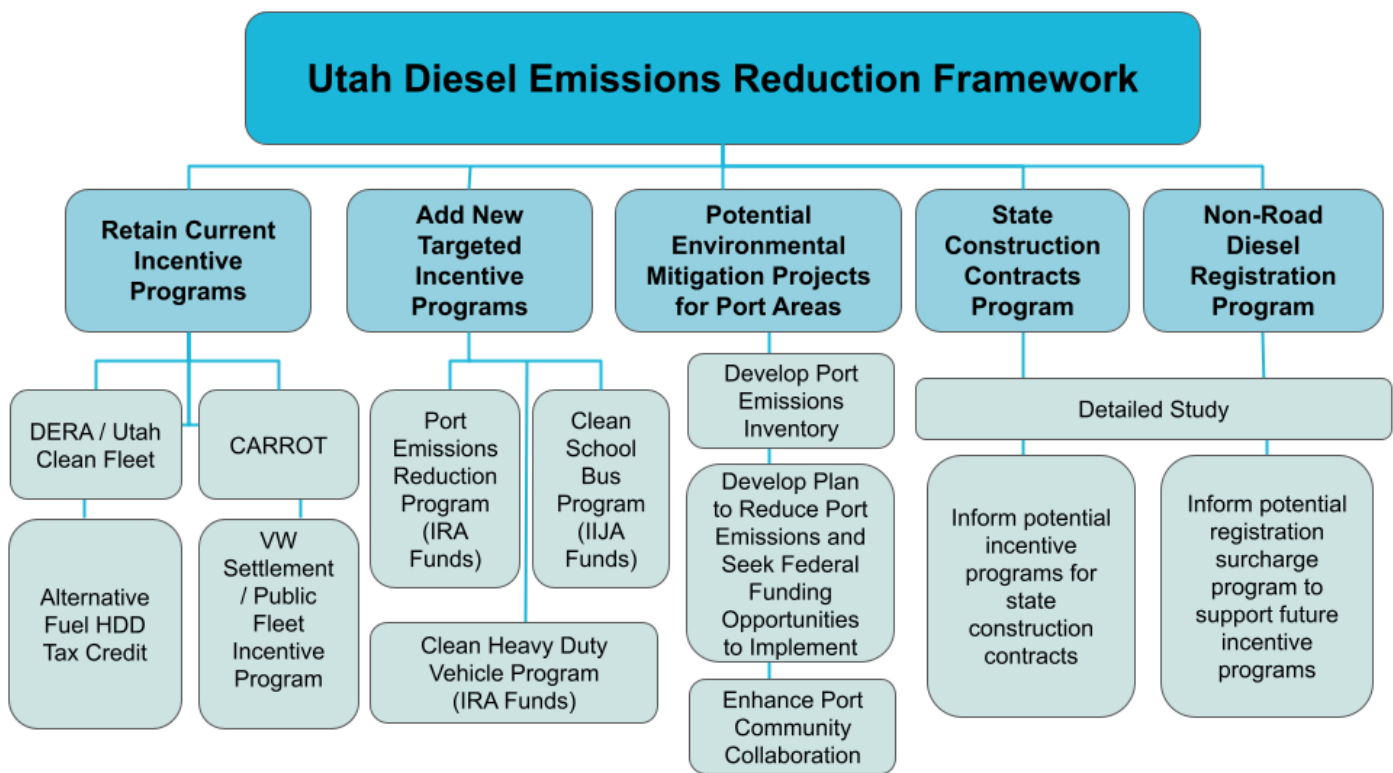 Utah Diesel Emissions Reduction Framework
Retain Current
Incentive
Programs
Add New
Targeted
Incentive
Programs
Potential
Environmental
Mitigation Projects
for Port Areas
State
Construction
Contracts
Program
Non-Road
Diesel
Registration
Program
DERA / Utah
Clean Fleet
CARROT
Alternative
Fuel HDD
Tax Credit
VW
Settlement
/ Public
Fleet
Incentive
Program
Port
Emissions
Reduction
Program
(IRA
Funds)
Clean
School
Bus
Program
(IIJA
Funds)
Clean Heavy Duty
Vehicle Program
(IRA Funds)
Develop Port
Emissions
Inventory
Develop Plan
to Reduce Port
Emissions and
Seek Federal
Funding
Opportunities
to Implement
Enhance Port
Community
Collaboration
Detailed Study
Inform potential
incentive
programs for
state
construction
contracts
Inform potential
registration
surcharge
program to
support future
incentive
programs